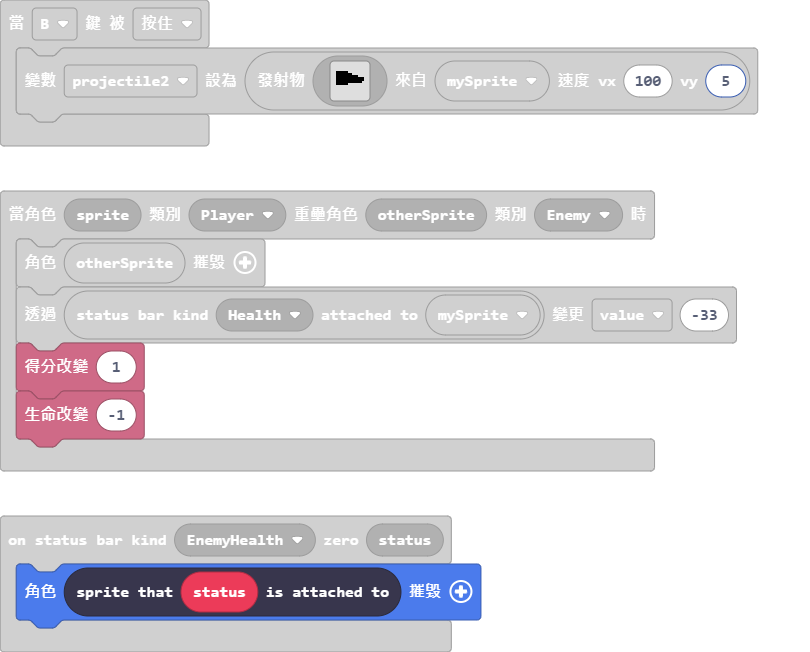 當 B 鍵 被 按住
變數 projectile2 設為 發射物 來自 mySprite 速度 vx 100 vy 5
當角色 sprite 類別 Player 重疊角色 otherSprite 類別 Enemy 時
角色 otherSprite 摧毀
透過 status bar kind Health attached to mySprite 變更 value -33
得分改變 1
生命改變 -1
on status bar kind EnemyHealth zero status
角色 sprite that status is attached to 摧毀